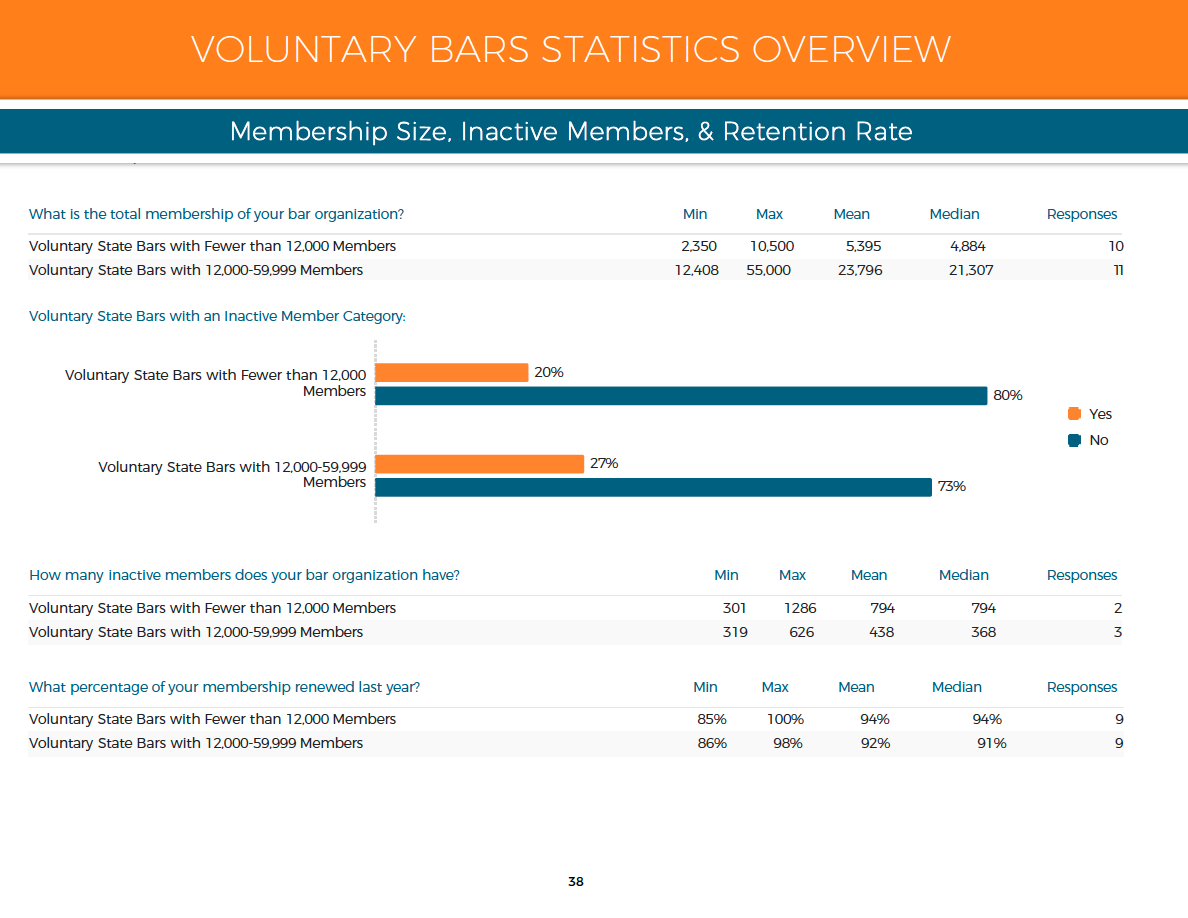 VOLUNTARY BARS STATISTICS OVERVIEW
Membership Size, Inactive Members, & Retention Rate
What is the total membership of your bar organization? Min Max Mean Median Responses
Voluntary State Bars with Fewer than 12,000 Members 2,350 10,500 5,395 4,884 10
Voluntary State Bars with 12,000-59,999 Members 12,408 55,000 23,796 21,307 11
Voluntary State Bars with an Inactive Member Category:
Voluntary State Bars with Fewer than 12,000
Members
20%
80%
Voluntary State Bars with 12,000-59,999
Members
27%
73%
Yes
No
How many inactive members does your bar organization have? Min Max Mean Median Responses
Voluntary State Bars with Fewer than 12,000 Members 301 1286 794 794 2
Voluntary State Bars with 12,000-59,999 Members 319 626 438 368 3
What percentage of your membership renewed last year? Min Max Mean Median Responses
Voluntary State Bars with Fewer than 12,000 Members 85% 100% 94% 94% 9
Voluntary State Bars with 12,000-59,999 Members 86% 98% 92% 91% 9
38